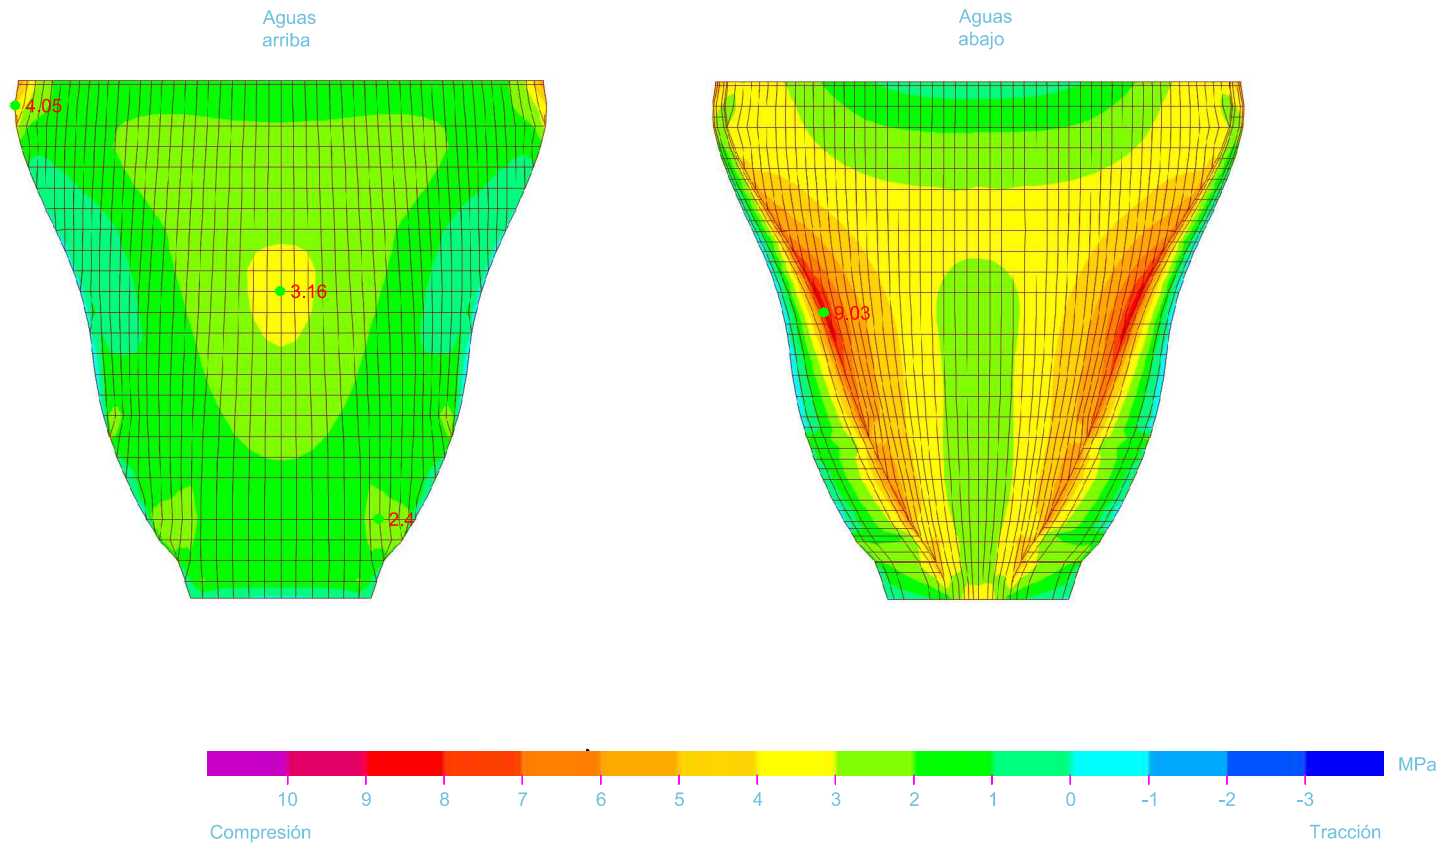 Aguas
arriba
Aguas
abajo
4.05
3.16
9.03
2.4
MPa
10 9 8 7 6 5 4 3 2 1 0 -1 -2 -3
Compresión Tracción